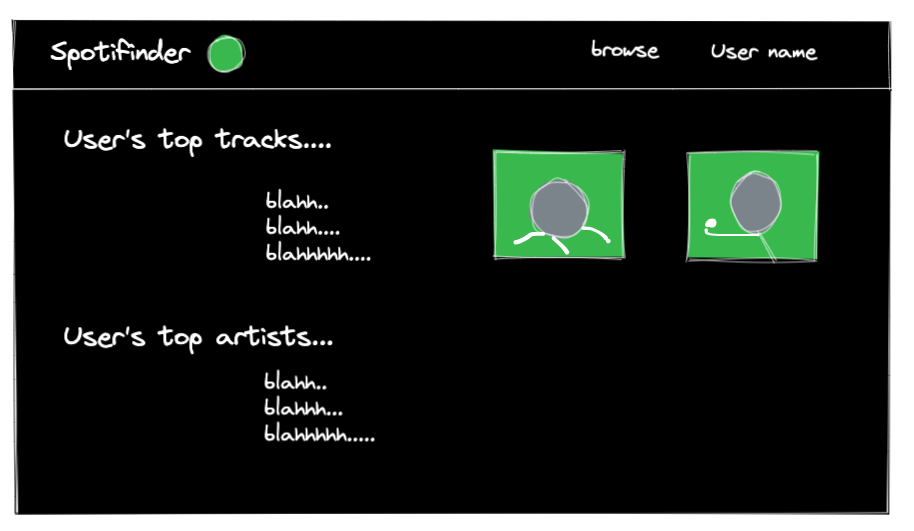 Spotifinder
browse
User name
User's top tracks....
blahh..
blahh....
blahhhhh....
User's top artists...
blahh..
blahhh...
blahhhhh.....